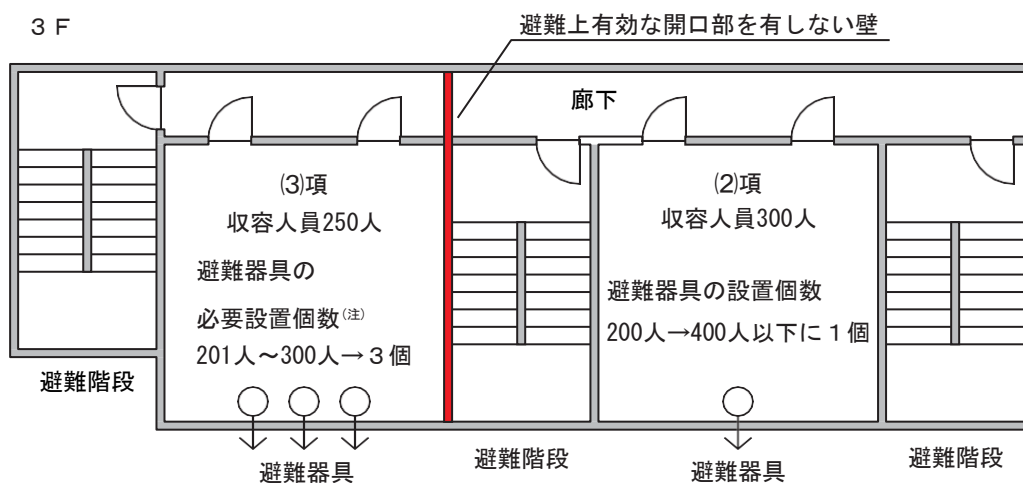 ３Ｆ
避難上有効な開口部を有しない壁
廊下
⑶項
収容人員250人
避難器具の
必要設置個数(注)
201人～300人→３個
⑵項
収容人員300人
避難器具の設置個数
200人→400人以下に１個
避難階段
避難器具
避難階段
避難器具
避難階段